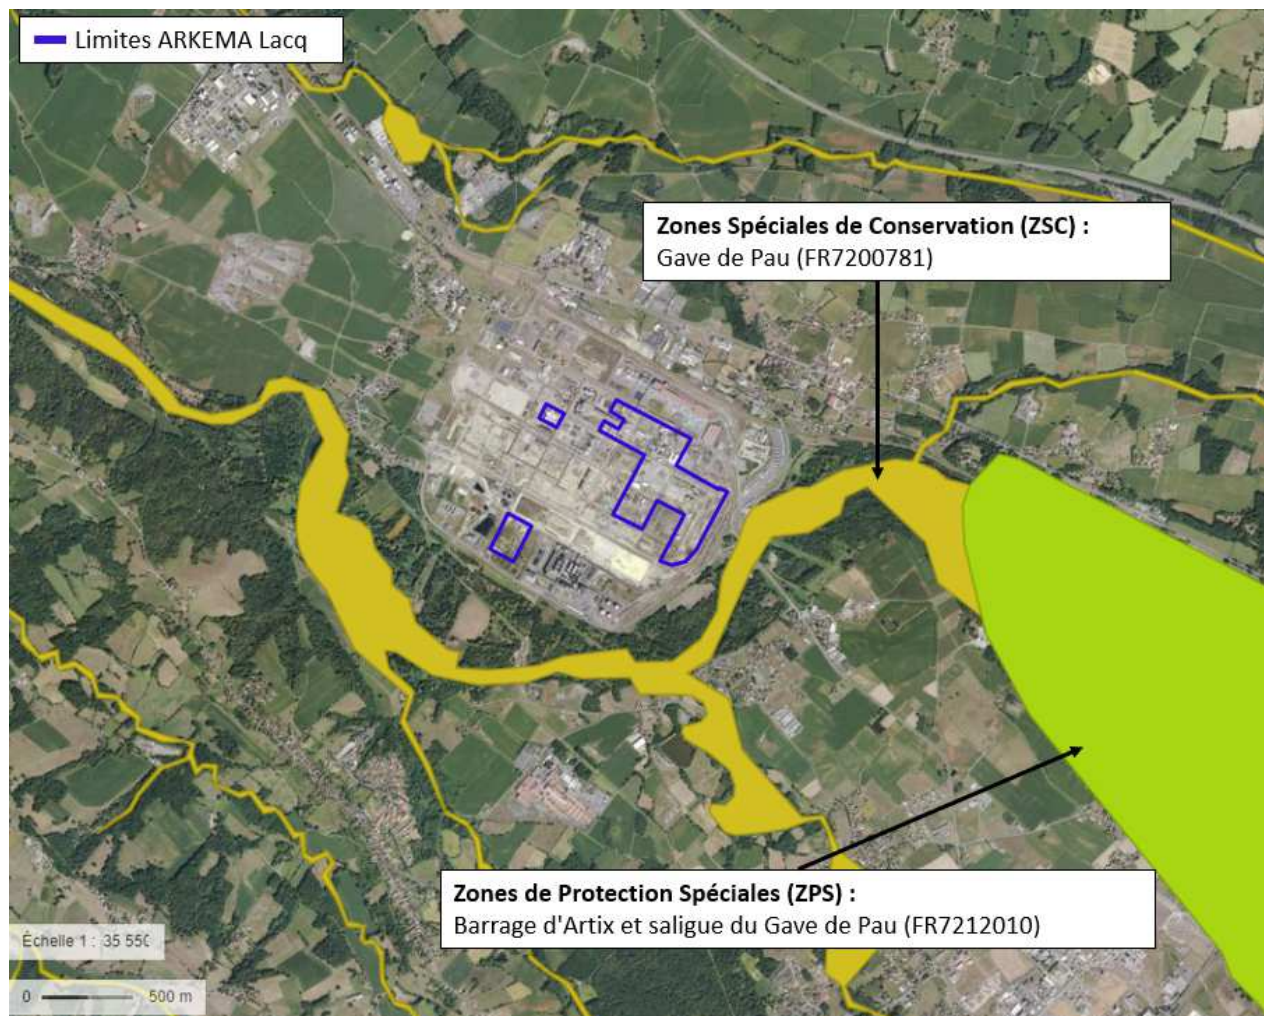 Limites ARKEMA Lacq
Zones Spéciales de Conservation (ZSC) :
Gave de Pau (FR7200781)
Zones de Protection Spéciales (ZPS) :
Barrage d'Artix et saligue du Gave de Pau (FR7212010)
Échelle 1 : 35 550
0 500 m